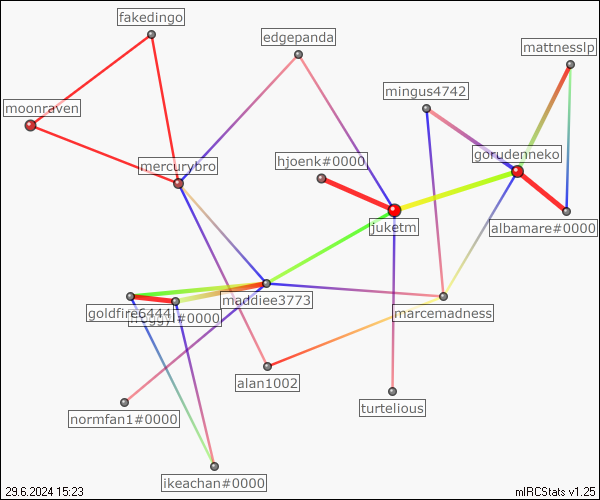 fakedingo
edgepanda
mattnesslp
mingus4742
moonraven
gorudenneko
hjoenk#0000
mercurybro
juketm
albamare#0000
maddiee3773
goldfire6444
#0000
marcemadness
alan1002
turtelious
normfan1#0000
ikeachan#0000
29.6.2024 15:23
mIRCStats v1.25